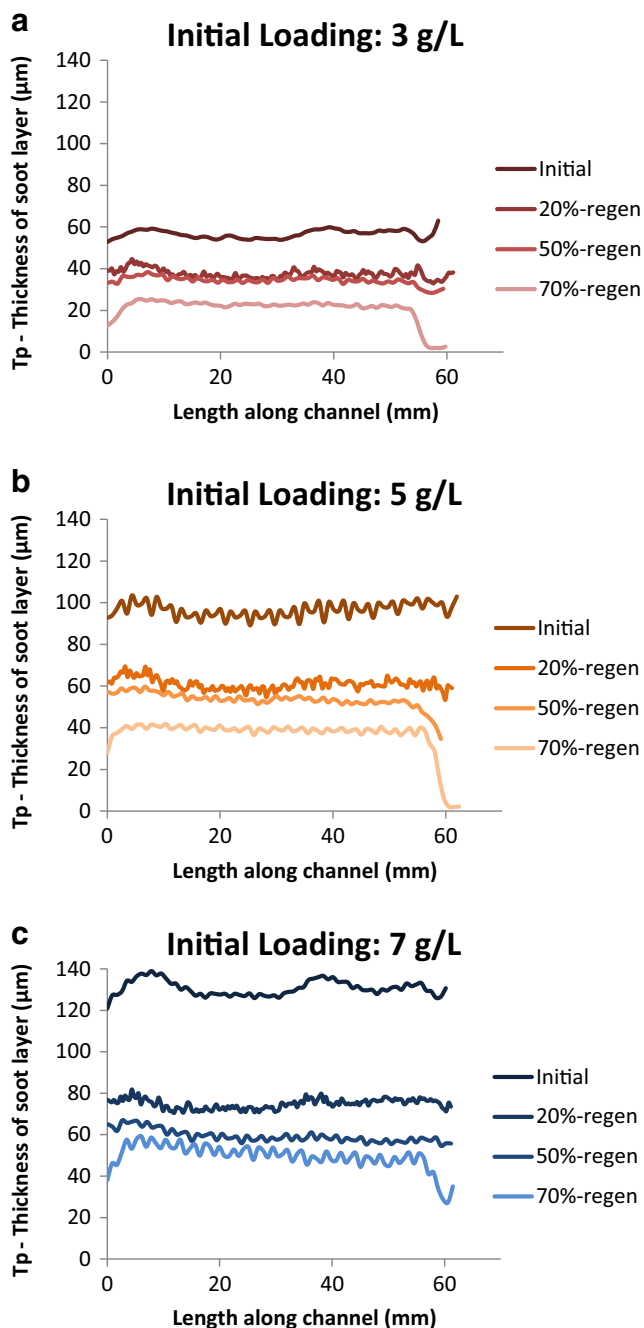 a
Initial Loading: 3 g/L
Tp - Thickness of soot layer (µm)
140
120
100
80
60
40
20
0
0 20 40 60
Length along channel (mm)
Initial
20%-regen
50%-regen
70%-regen
b
Initial Loading: 5 g/L
Tp - Thickness of soot layer (µm)
140
120
100
80
60
40
20
0
0 20 40 60
Length along channel (mm)
Initial
20%-regen
50%-regen
70%-regen
c
Initial Loading: 7 g/L
Tp - Thickness of soot layer (µm)
140
120
100
80
60
40
20
0
0 20 40 60
Length along channel (mm)
Initial
20%-regen
50%-regen
70%-regen